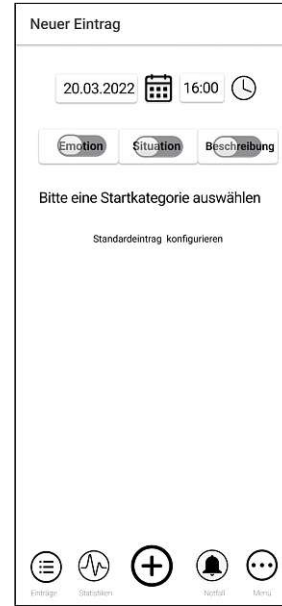 Neuer Eintrag
20.03.2022 16:00
Emotion Situation Beschreibung
Bitte eine Startkategorie auswählen
Standardeintrag konfigurieren
Einträge Statistiken Notfall Menü